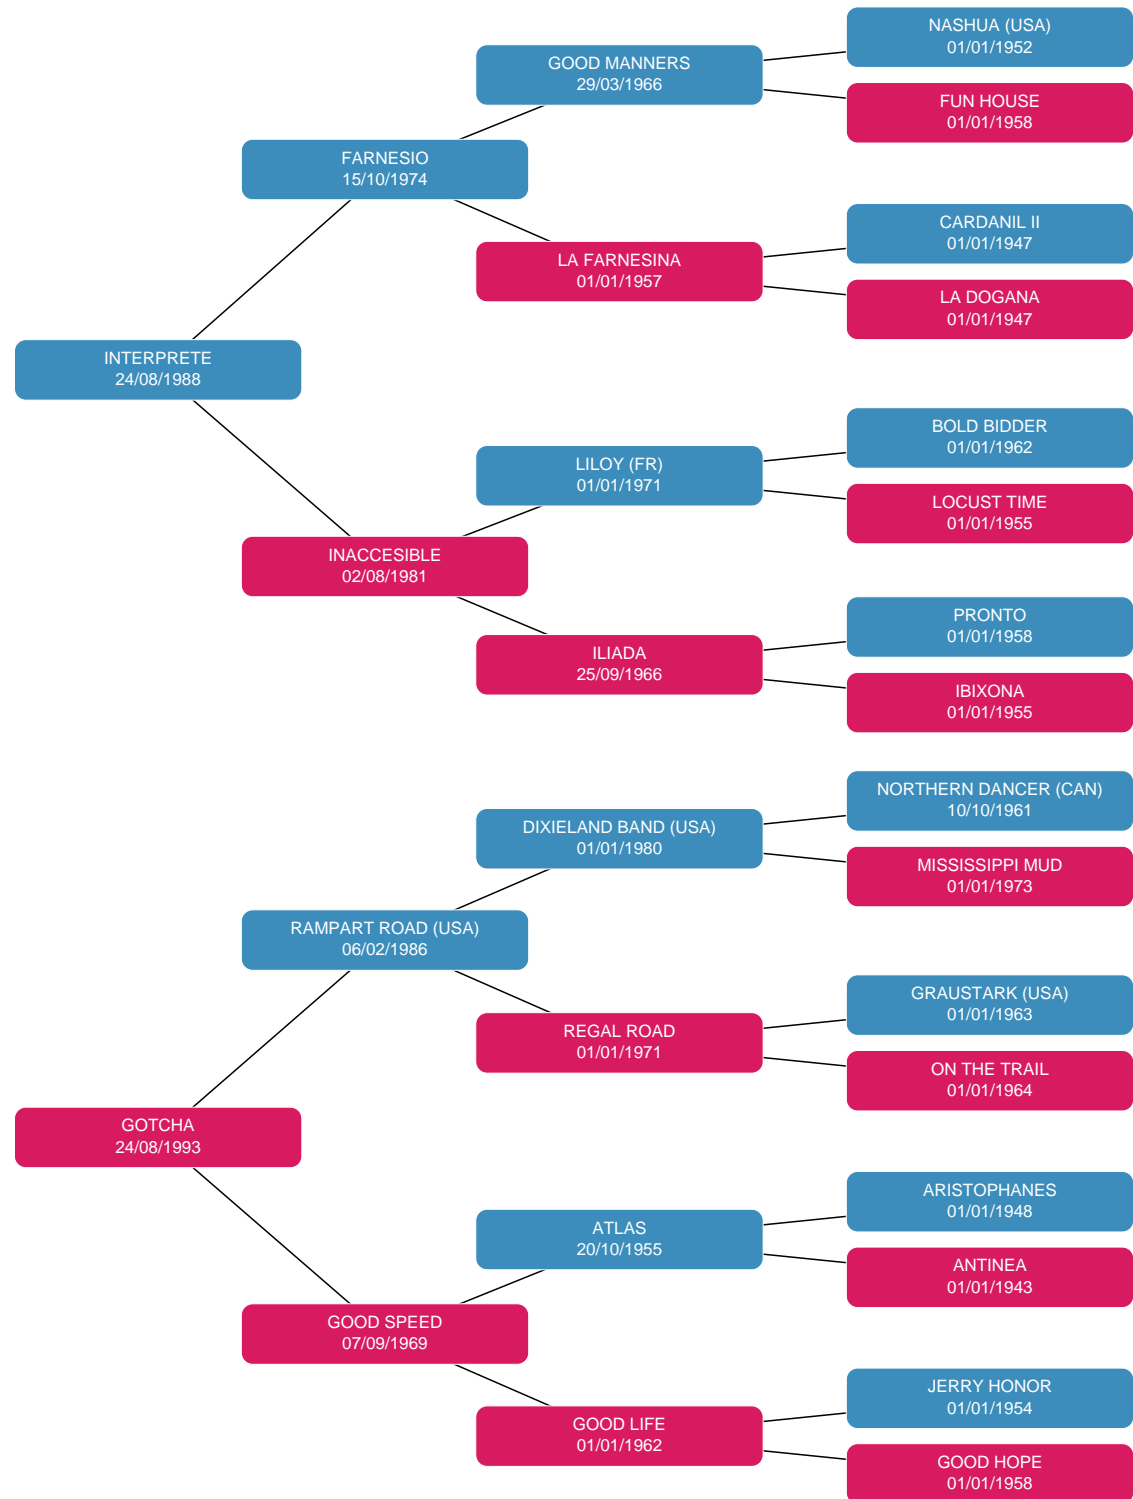 NASHUA (USA)
01/01/1952
GOOD MANNERS
29/03/1966
FUN HOUSE
01/01/1958
FARNESIO
15/10/1974
CARDANIL II
01/01/1947
LA FARNESINA
01/01/1957
LA DOGANA
01/01/1947
INTERPRETE
24/08/1988
BOLD BIDDER
01/01/1962
LILOY (FR)
01/01/1971
LOCUST TIME
01/01/1955
INACCESIBLE
02/08/1981
PRONTO
01/01/1958
ILIADA
25/09/1966
IBIXONA
01/01/1955
NORTHERN DANCER (CAN)
10/10/1961
DIXIELAND BAND (USA)
01/01/1980
MISSISSIPPI MUD
01/01/1973
RAMPART ROAD (USA)
06/02/1986
GRAUSTARK (USA)
01/01/1963
REGAL ROAD
01/01/1971
ON THE TRAIL
01/01/1964
GOTCHA
24/08/1993
ARISTOPHANES
01/01/1948
ATLAS
20/10/1955
ANTINEA
01/01/1943
GOOD SPEED
07/09/1969
JERRY HONOR
01/01/1954
GOOD LIFE
01/01/1962
GOOD HOPE
01/01/1958